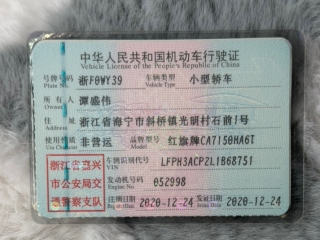 中华人民共和国机动车行驶证
Vehicle License of the People's Republic of China
号牌号码 浙F0WY39 车辆类型 小型轿车
Plate No. Vehicle Type
所有人 谭盛伟
Owner
住址 浙江省海宁市斜桥镇光明村石前1号
Address
使用性质 非营运 品牌型号 红旗牌CA7150HA6T
Use Character Model
浙江省嘉兴
市公安局交
通警察支队
车辆识别代号 LFPH3ACP2L1B68751
VIN
发动机号码 052998
Engine No.
注册日期 2020-12-24 发证日期 2020-12-24
Register Date Issue Date